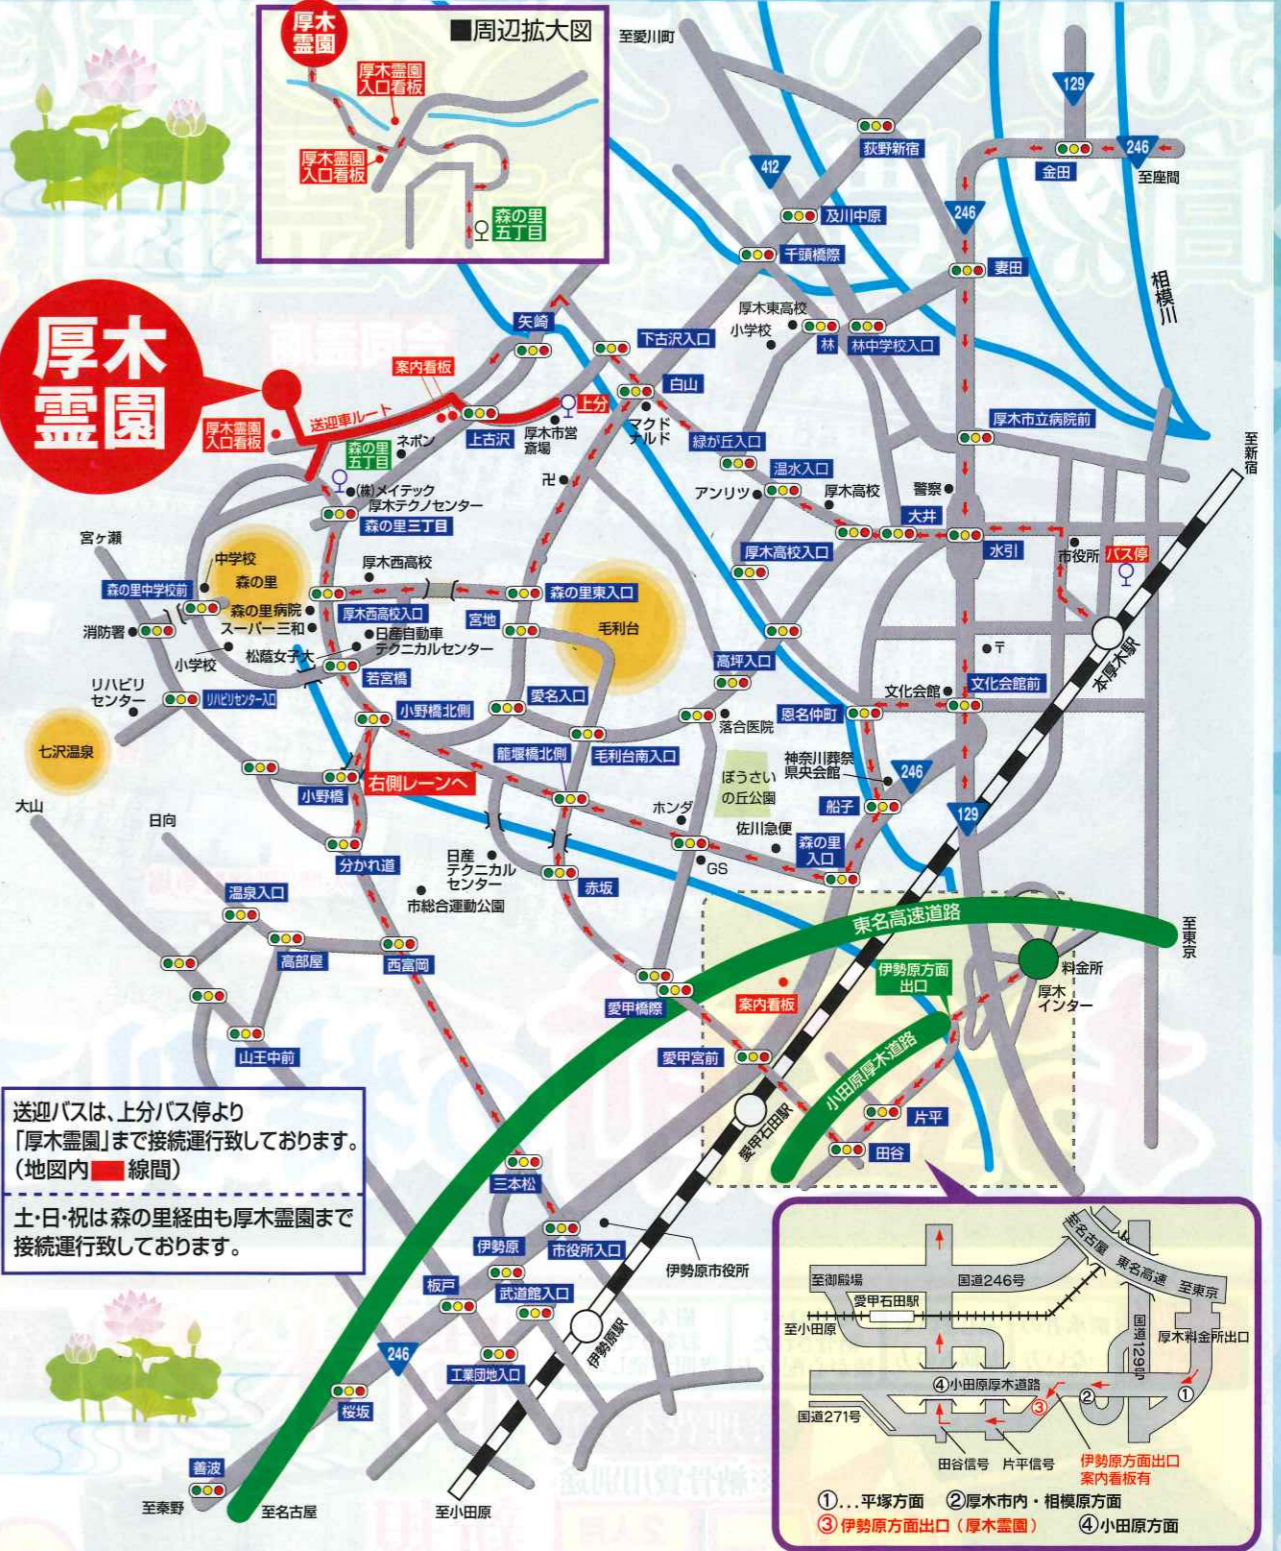 厚木
霊園
■周辺拡大図
厚木霊園
入口看板
厚木霊園
入口看板
森の里
五丁目
至愛川町
129
246
至座間
金田
荻野新宿
412
及川中原
246
千頭橋際
妻田
相模川
厚木東高校
小学校
林
林中学校入口
矢崎
下古沢入口
白山
マクド
ナルド
厚木
霊園
案内看板
送迎車ルート
上分
厚木霊園
入口看板
上古沢
厚木市営
斎場
森の里
五丁目
ネポン
(株)メイテック
厚木テクノセンター
森の里三丁目
卍
緑が丘入口
温水入口
アンリツ
厚木高校
警察
厚木市立病院前
至新宿
大井
水引
市役所
バス停
厚木高校入口
宮ヶ瀬
中学校
森の里中学校前
森の里
厚木西高校
森の里東入口
森の里病院
スーパー三和
厚木西高校入口
宮地
毛利台
消防署
小学校
松蔭女子大
日産自動車
テクニカルセンター
若宮橋
高坪入口
〒
本厚木駅
文化会館
文化会館前
リハビリ
センター
リハビリセンター入口
小野橋北側
愛名入口
落合医院
恩名仲町
七沢温泉
熊堰橋北側
毛利台南入口
神奈川葬祭
県央会館
246
ぼうさい
の丘公園
小野橋
右側レーンへ
ホンダ
船子
129
大山
日向
佐川急便
森の里
入口
分かれ道
日産
テクニカル
センター
GS
赤坂
市総合運動公園
温泉入口
高部屋
西富岡
東名高速道路
至東京
伊勢原方面
出口
料金所
厚木
インター
案内看板
愛甲橋際
山王中前
愛甲宮前
小田原厚木道路
片平
田谷
愛甲石田駅
送迎バスは、上分バス停より
「厚木霊園」まで接続運行致しております。
(地図内 線間)
土・日・祝は森の里経由も厚木霊園まで
接続運行致しております。
三本松
市役所入口
伊勢原
伊勢原市役所
板戸
武道館入口
伊勢原駅
246
工業団地入口
桜坂
善波
至秦野
至名古屋
至小田原
至名古屋
東名高速
至東京
至御殿場
国道246号
愛甲石田駅
至小田原
国道129号
厚木料金所出口
④小田原厚木道路
③
②
①
国道271号
田谷信号
片平信号
伊勢原方面出口
案内看板有
①…平塚方面
②厚木市内・相模原方面
③伊勢原方面出口(厚木霊園)
④小田原方面